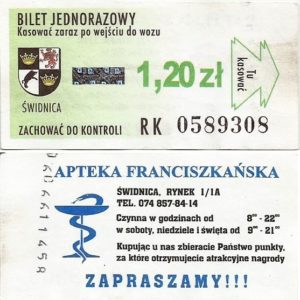 BILET JEDNORAZOWY
Kasować zaraz po wejściu do wozu
1,20 zł
Tu kasować
ŚWIDNICA
ZACHOWAĆ DO KONTROLI
RK 0589308
APTEKA FRANCISZKAŃSKA
ŚWIDNICA, RYNEK 1/1A
TEL. 074 857-84-14
Czynna w godzinach od 8⁰⁰ - 22⁰⁰
w soboty, niedziele i święta od 9⁰⁰ - 21⁰⁰
Kupując u nas zbieracie Państwo punkty,
za które otrzymujecie atrakcyjne nagrody
ZAPRASZAMY!!!